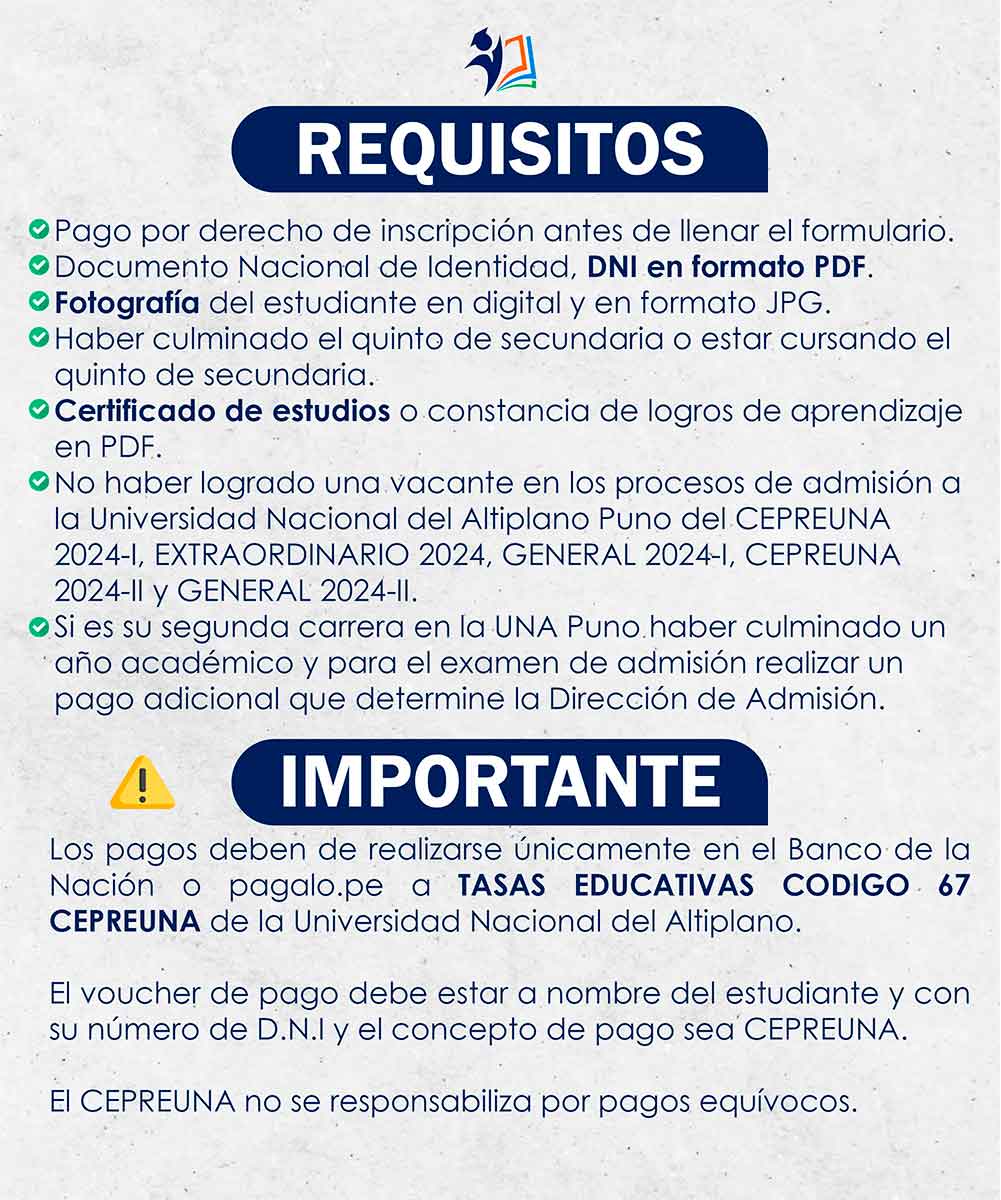 REQUISITOS
Pago por derecho de inscripción antes de llenar el formulario.
Documento Nacional de Identidad, DNI en formato PDF.
Fotografía del estudiante en digital y en formato JPG.
Haber culminado el quinto de secundaria o estar cursando el
quinto de secundaria.
Certificado de estudios o constancia de logros de aprendizaje
en PDF.
No haber logrado una vacante en los procesos de admisión a
la Universidad Nacional del Altiplano Puno del CEPREUNA
2024-I, EXTRAORDINARIO 2024, GENERAL 2024-I, CEPREUNA
2024-II y GENERAL 2024-II.
Si es su segunda carrera en la UNA Puno haber culminado un
año académico y para el examen de admisión realizar un
pago adicional que determine la Dirección de Admisión.
IMPORTANTE
Los pagos deben de realizarse únicamente en el Banco de la
Nación o pagalo.pe a TASAS EDUCATIVAS CODIGO 67
CEPREUNA de la Universidad Nacional del Altiplano.
El voucher de pago debe estar a nombre del estudiante y con
su número de D.N.I y el concepto de pago sea CEPREUNA.
El CEPREUNA no se responsabiliza por pagos equívocos.